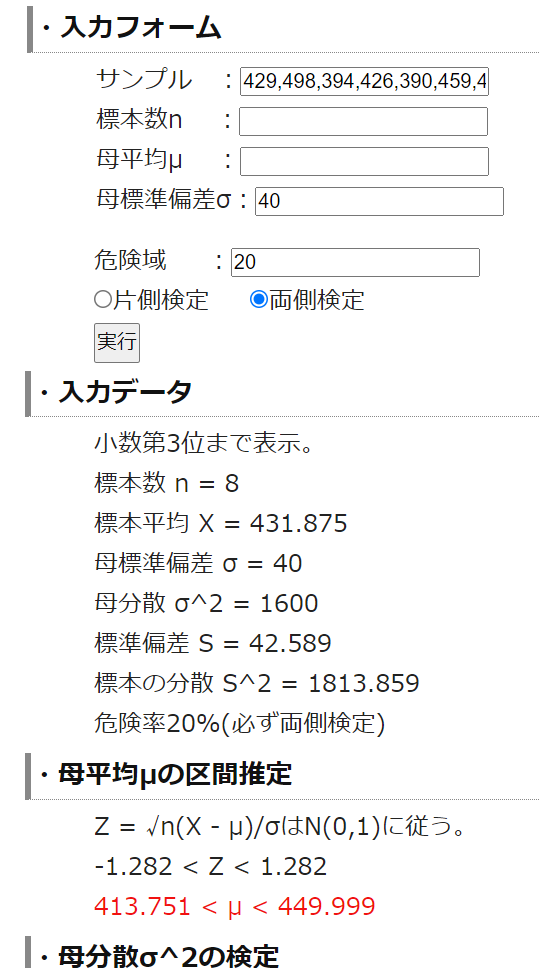 ・入力フォーム
サンプル　：429,498,394,426,390,459,4
標本数n　：
母平均μ　：
母標準偏差σ：40
危険域　：20
片側検定　両側検定
実行
・入力データ
小数第3位まで表示。
標本数 n = 8
標本平均 X = 431.875
母標準偏差 σ = 40
母分散 σ^2 = 1600
標準偏差 S = 42.589
標本の分散 S^2 = 1813.859
危険率20%(必ず両側検定)
・母平均μの区間推定
Z = √n(X - μ)/σはN(0,1)に従う。
-1.282 < Z < 1.282
413.751 < μ < 449.999
・母分散σ^2の検定